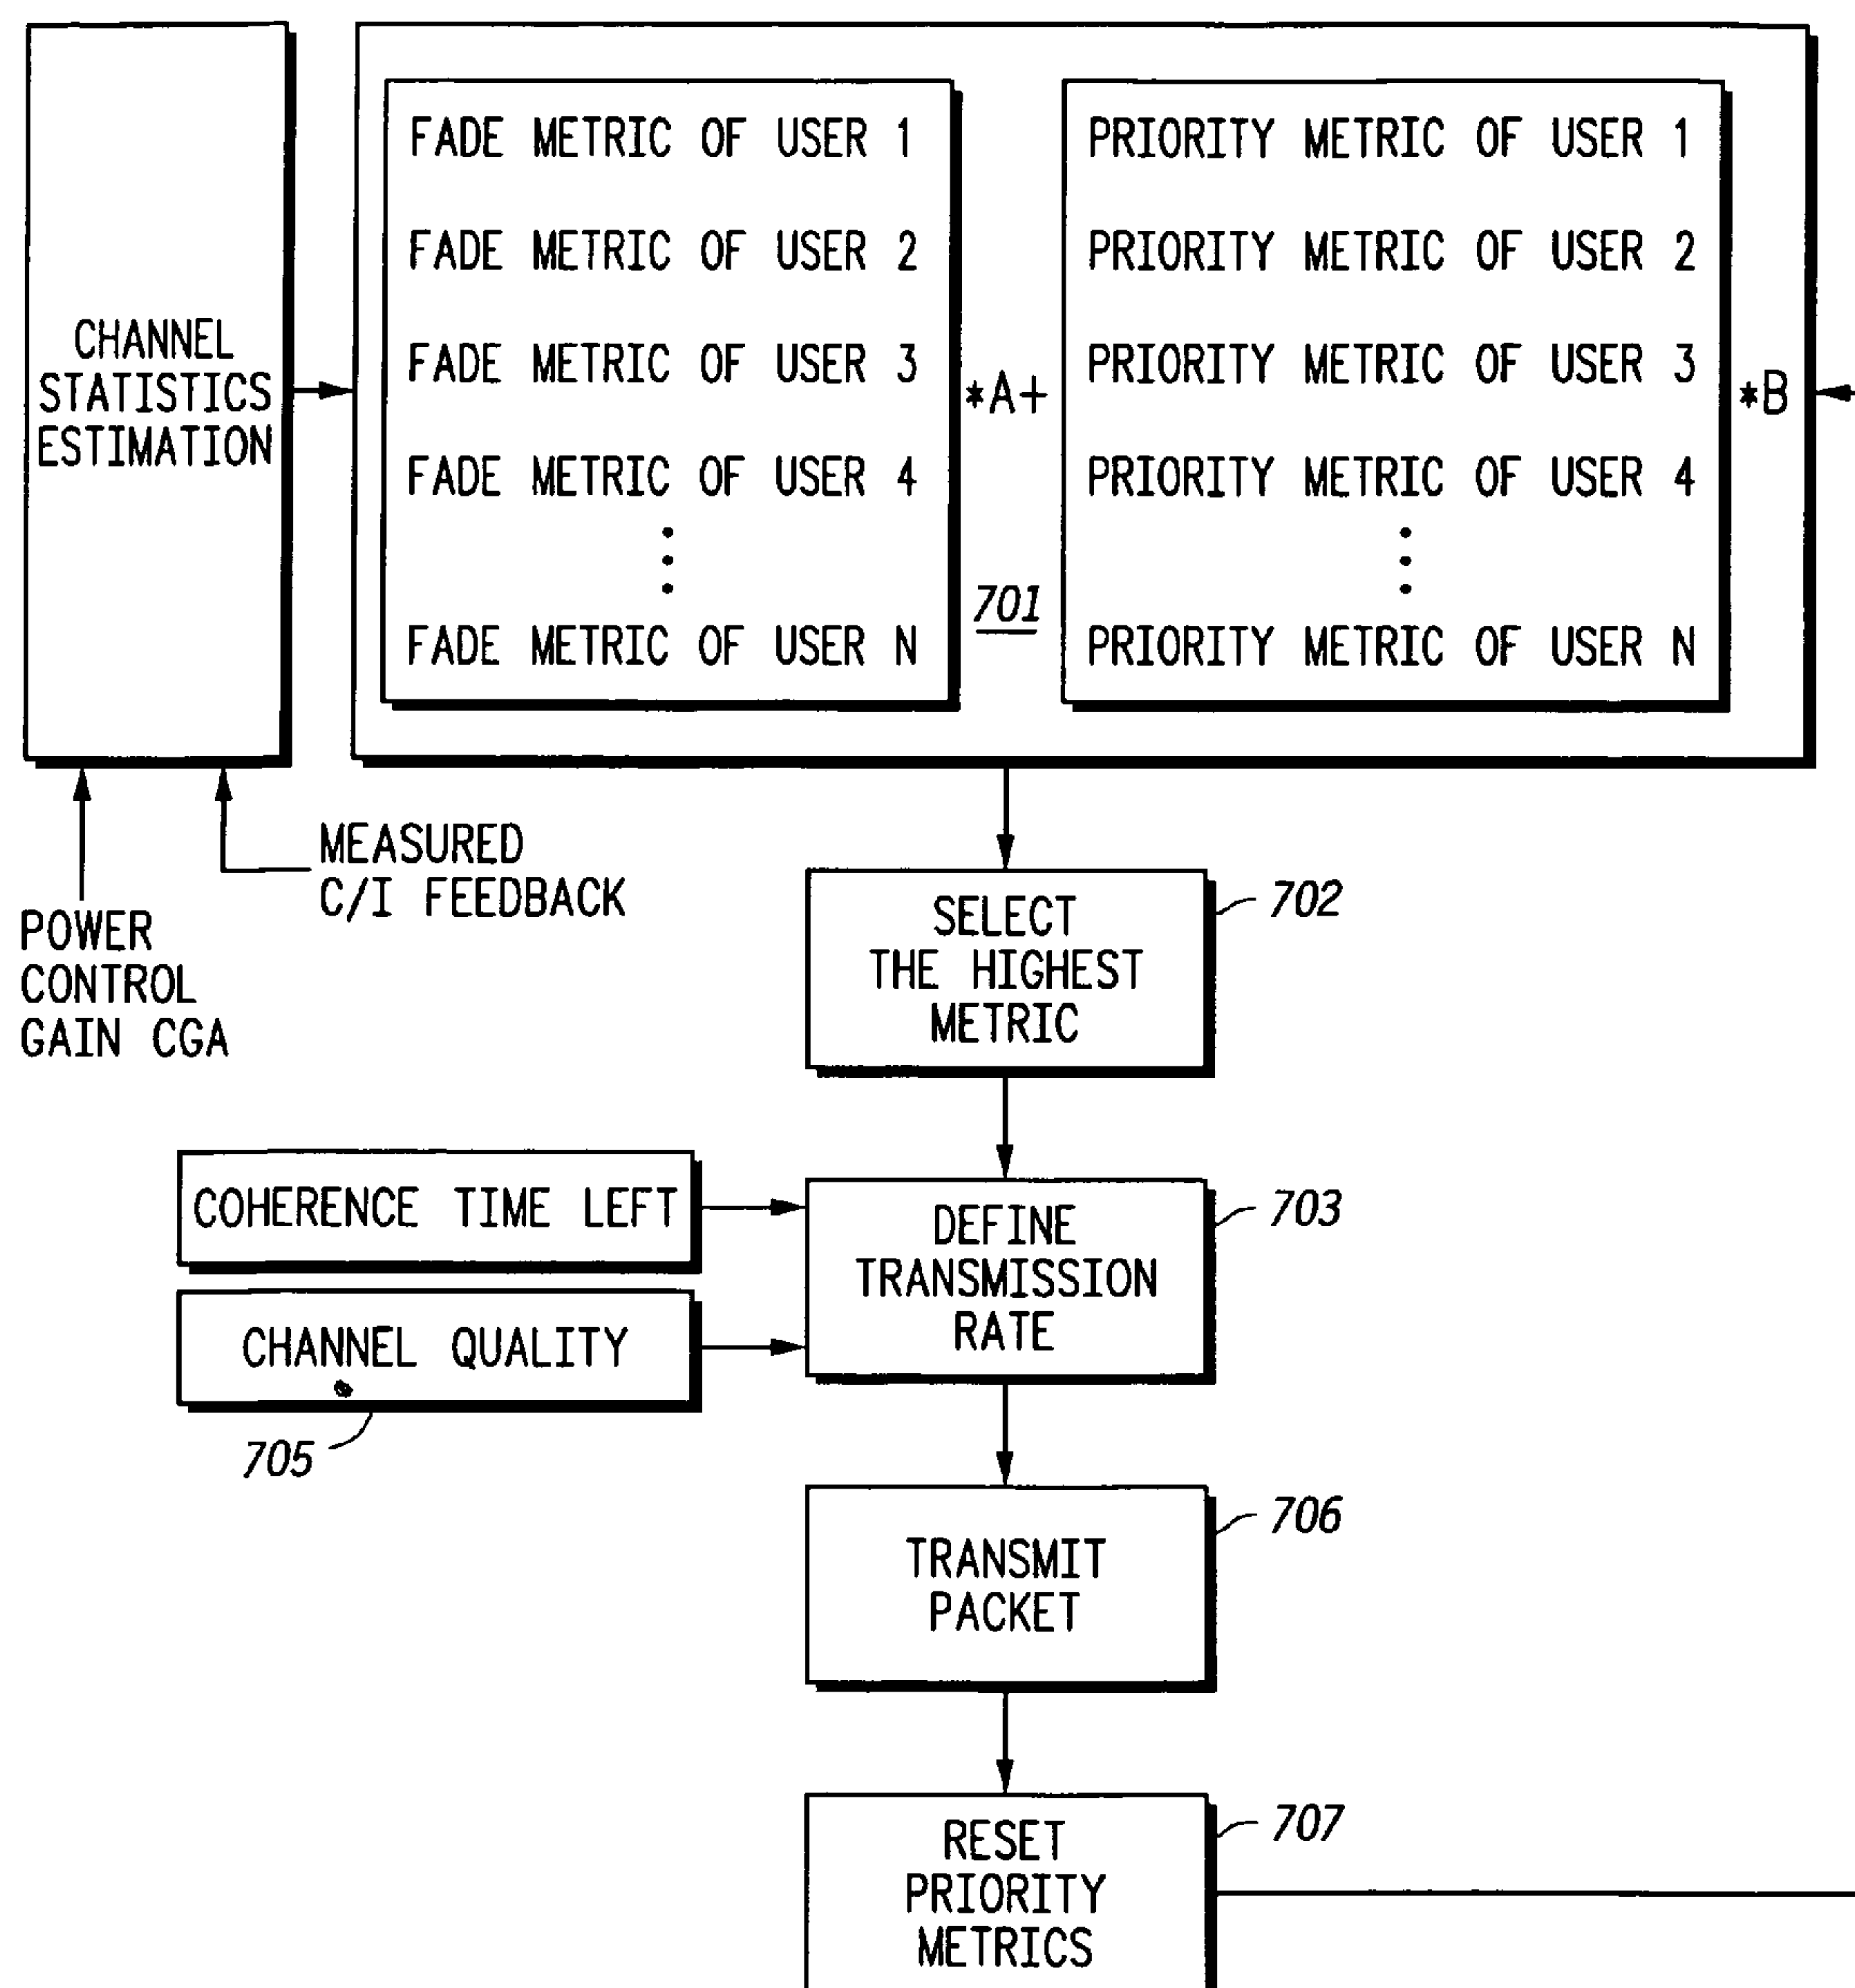 CHANNEL
STATISTICS
ESTIMATION
FADE METRIC OF USER 1
FADE METRIC OF USER 2
FADE METRIC OF USER 3
FADE METRIC OF USER 4
FADE METRIC OF USER N
*A+
701
PRIORITY METRIC OF USER 1
PRIORITY METRIC OF USER 2
PRIORITY METRIC OF USER 3
PRIORITY METRIC OF USER 4
PRIORITY METRIC OF USER N
*B
MEASURED
C/I FEEDBACK
POWER
CONTROL
GAIN CGA
SELECT
THE HIGHEST
METRIC
702
COHERENCE TIME LEFT
DEFINE
TRANSMISSION
RATE
703
CHANNEL QUALITY
705
TRANSMIT
PACKET
706
RESET
PRIORITY
METRICS
707